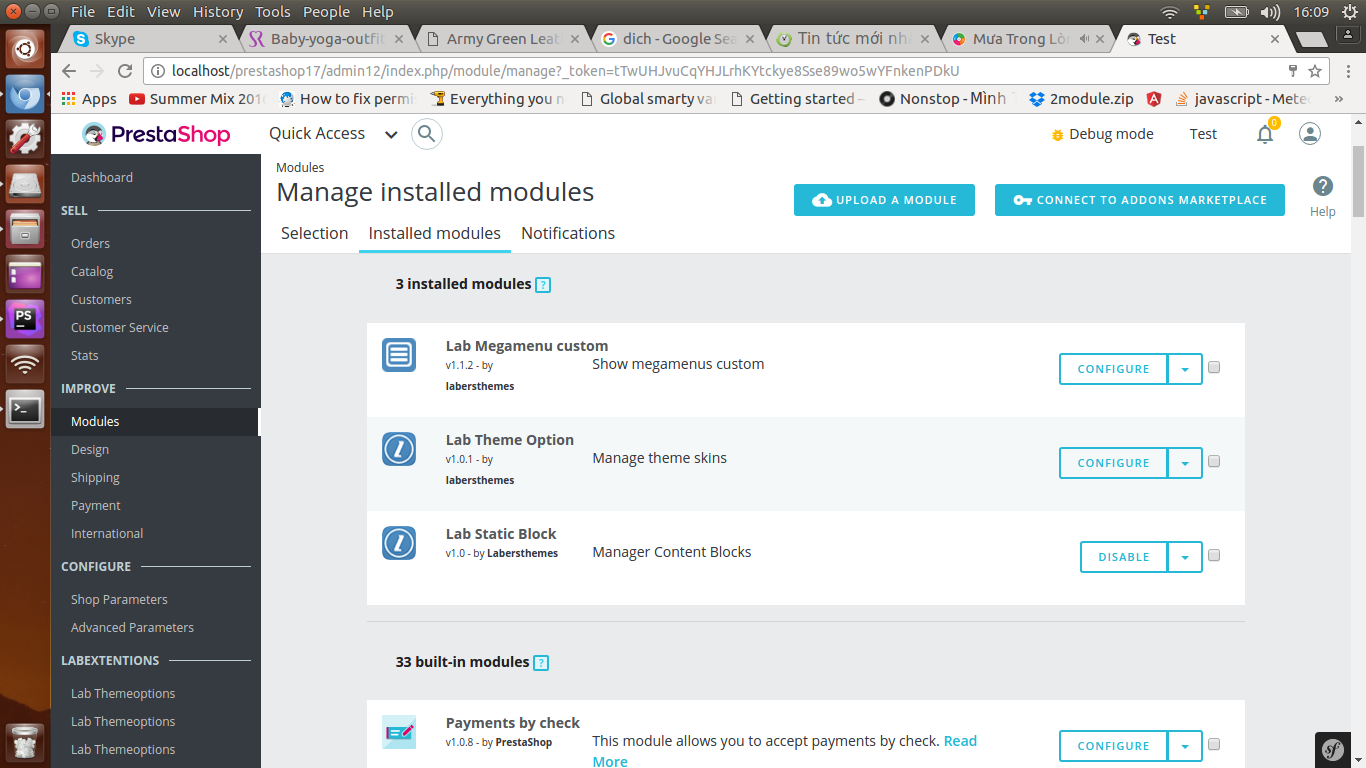 File Edit View History Tools People Help
16:09
Skype
Baby-yoga-outfi
Army Green Leat
dich - Google Sea
Tin tức mới nhấ
Mưa Trong Lòn
Test
localhost/prestashop17/admin12/index.php/module/manage?_token=tTwUHJvuCqYHJLrhKYtckye8Sse89wo5wYFnkenPDkU
Apps
Summer Mix 2016
How to fix permi
Everything you n
Global smarty va
Getting started –
Nonstop - Mình
2module.zip
javascript - Mete
»
PrestaShop
Quick Access
Debug mode
Test
0
Modules
Manage installed modules
UPLOAD A MODULE
CONNECT TO ADDONS MARKETPLACE
?
Help
Selection
Installed modules
Notifications
Dashboard
SELL
Orders
Catalog
Customers
Customer Service
Stats
IMPROVE
Modules
Design
Shipping
Payment
International
CONFIGURE
Shop Parameters
Advanced Parameters
LABEXTENTIONS
Lab Themeoptions
Lab Themeoptions
Lab Themeoptions
PS
3 installed modules ?
Lab Megamenu custom
v1.1.2 - by
labersthemes
Show megamenus custom
CONFIGURE
Lab Theme Option
v1.0.1 - by
labersthemes
Manage theme skins
CONFIGURE
Lab Static Block
v1.0 - by Labersthemes
Manager Content Blocks
DISABLE
33 built-in modules ?
Payments by check
v1.0.8 - by PrestaShop
This module allows you to accept payments by check. Read
More
CONFIGURE
sf